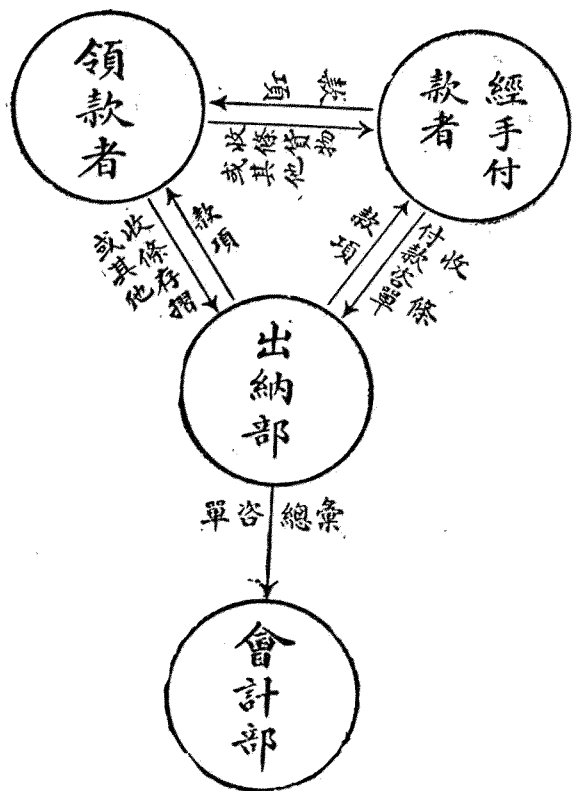 領款者
經手付
款者
款項
收條貨物
或其他
款項
收條存摺
或其他
款項
收條
付款咨單
出納部
彙總咨單
會計部